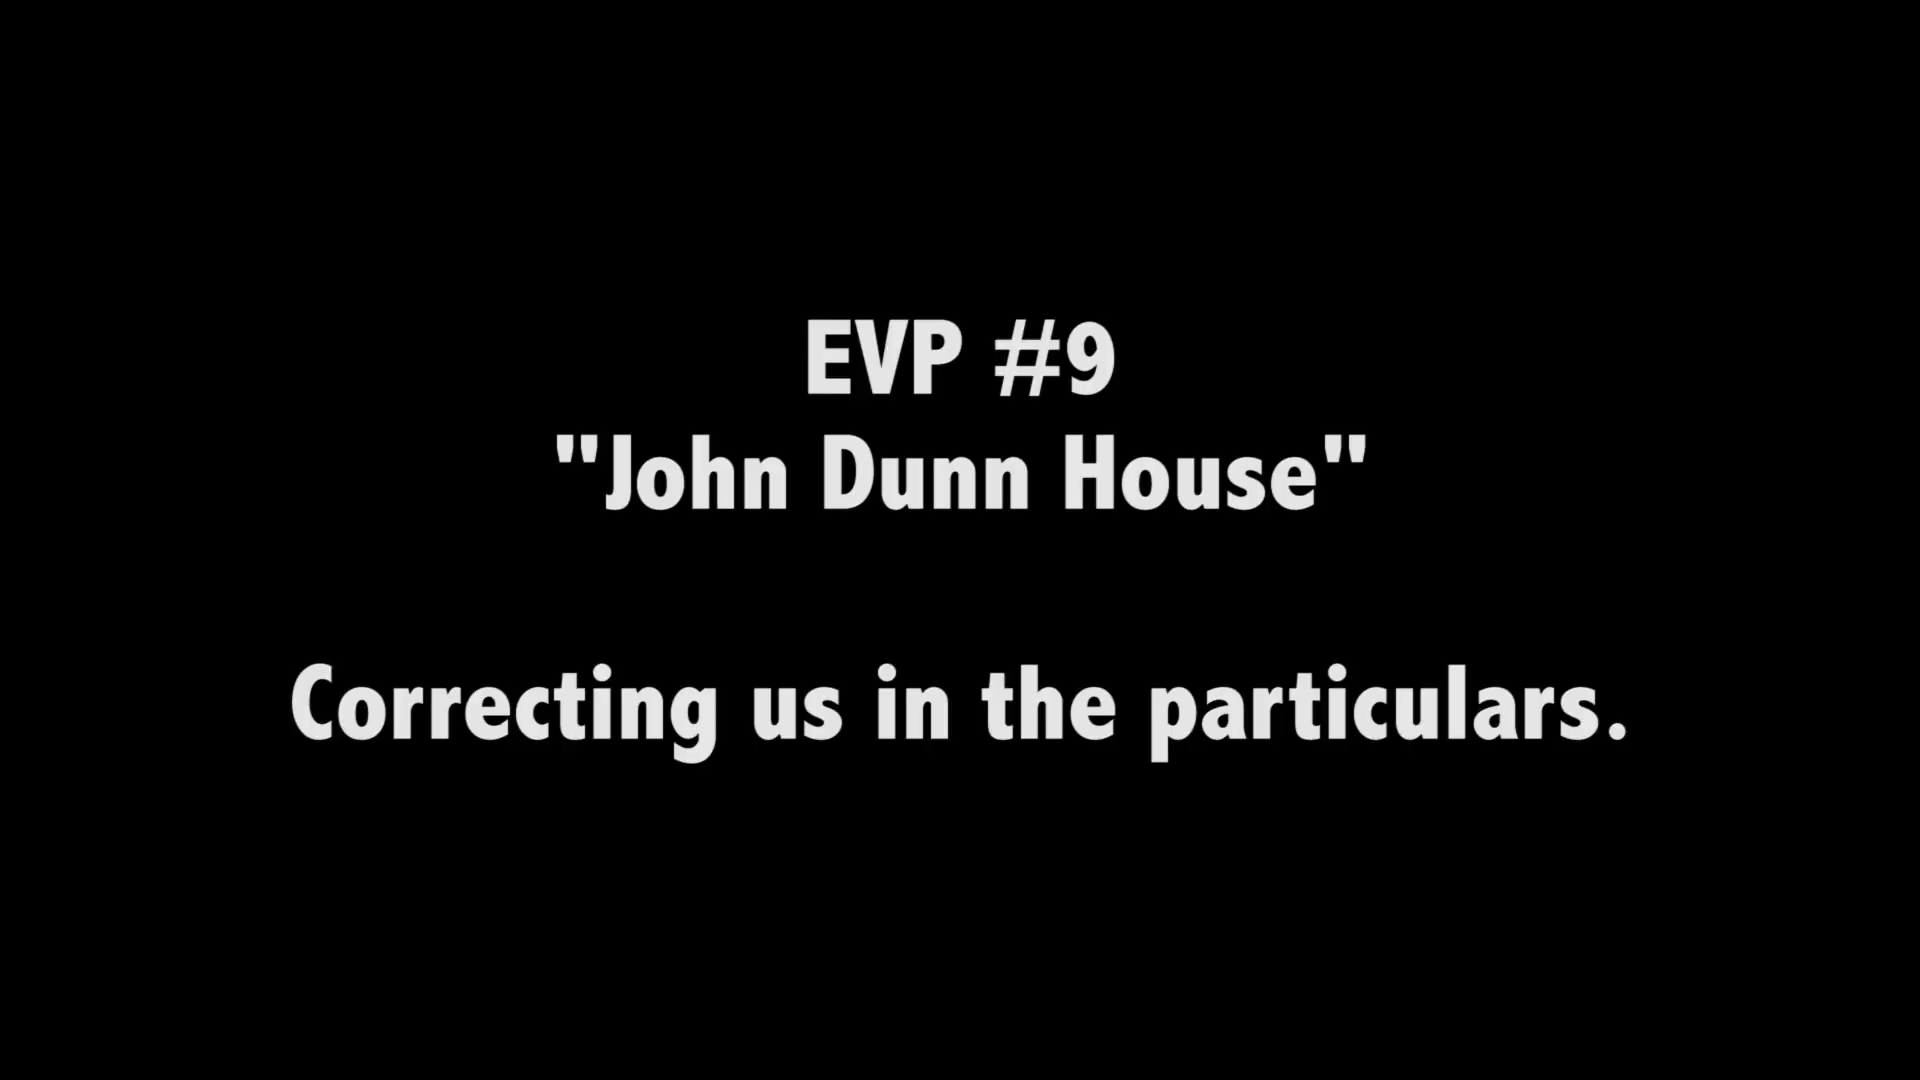 EVP #9
"John Dunn House"
Correcting us in the particulars.